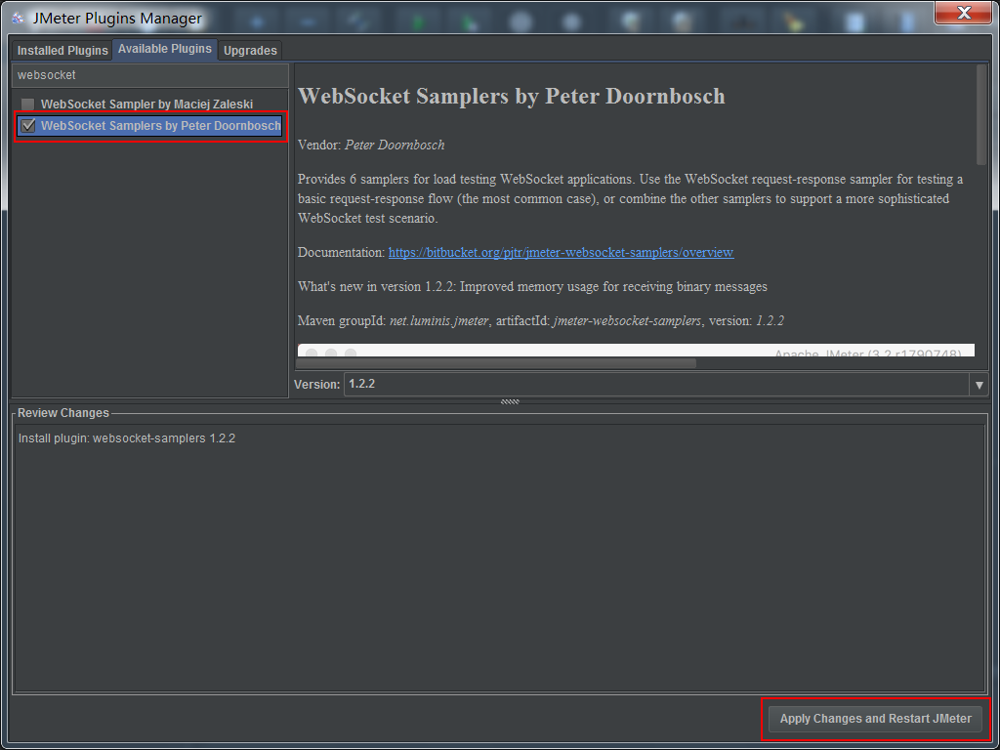 JMeter Plugins Manager
Installed Plugins Available Plugins Upgrades
websocket
WebSocket Sampler by Maciej Zaleski
WebSocket Samplers by Peter Doornbosch
WebSocket Samplers by Peter Doornbosch
Vendor: Peter Doornbosch
Provides 6 samplers for load testing WebSocket applications. Use the WebSocket request-response sampler for testing a
basic request-response flow (the most common case), or combine the other samplers to support a more sophisticated
WebSocket test scenario.
Documentation: https://bitbucket.org/pjtr/jmeter-websocket-samplers/overview
What's new in version 1.2.2: Improved memory usage for receiving binary messages
Maven groupId: net.luminis.jmeter, artifactId: jmeter-websocket-samplers, version: 1.2.2
Apache JMeter (3.2 r1790748)
Version: 1.2.2
Review Changes
Install plugin: websocket-samplers 1.2.2
Apply Changes and Restart JMeter